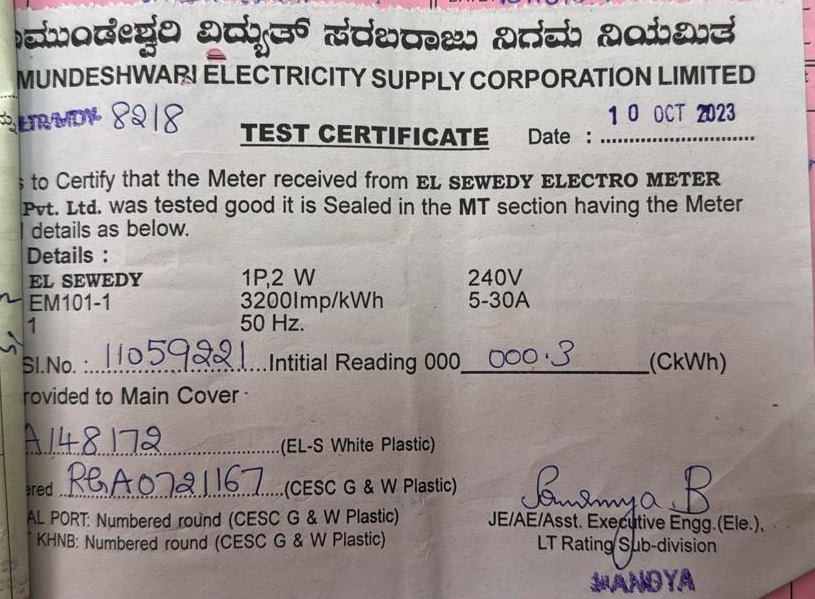 ಮುಂಡೇಶ್ವರಿ ವಿದ್ಯುತ್ ಸರಬರಾಜು ನಿಗಮ ನಿಯಮಿತ
MUNDESHWARI ELECTRICITY SUPPLY CORPORATION LIMITED
LTR/MDY 8218
10 OCT 2023
TEST CERTIFICATE Date : ....................
to Certify that the Meter received from EL SEWEDY ELECTRO METER
Pvt. Ltd. was tested good it is Sealed in the MT section having the Meter
details as below.
Details :
EL SEWEDY 1P,2 W 240V
EM101-1 3200Imp/kWh 5-30A
1 50 Hz.
Sl.No. :..11059221....Intitial Reading 000 000.3 (CkWh)
rovided to Main Cover
A148172....................(EL-S White Plastic)
ered RGA0721167....(CESC G & W Plastic)
AL PORT: Numbered round (CESC G & W Plastic)
KHNB: Numbered round (CESC G & W Plastic)
Soumya B
JE/AE/Asst. Executive Engg.(Ele.),
LT Rating Sub-division
MANDYA